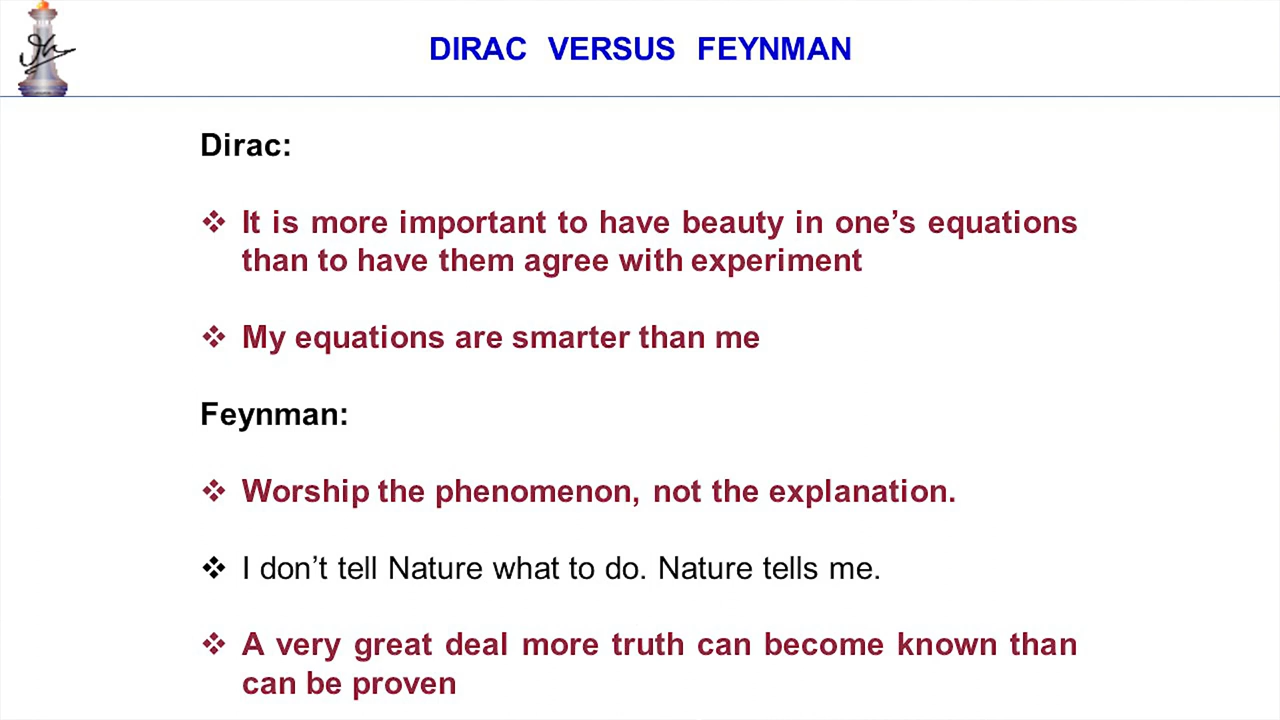 DIRAC VERSUS FEYNMAN
Dirac:
❖ It is more important to have beauty in one’s equations
than to have them agree with experiment
❖ My equations are smarter than me
Feynman:
❖ Worship the phenomenon, not the explanation.
❖ I don’t tell Nature what to do. Nature tells me.
❖ A very great deal more truth can become known than
can be proven